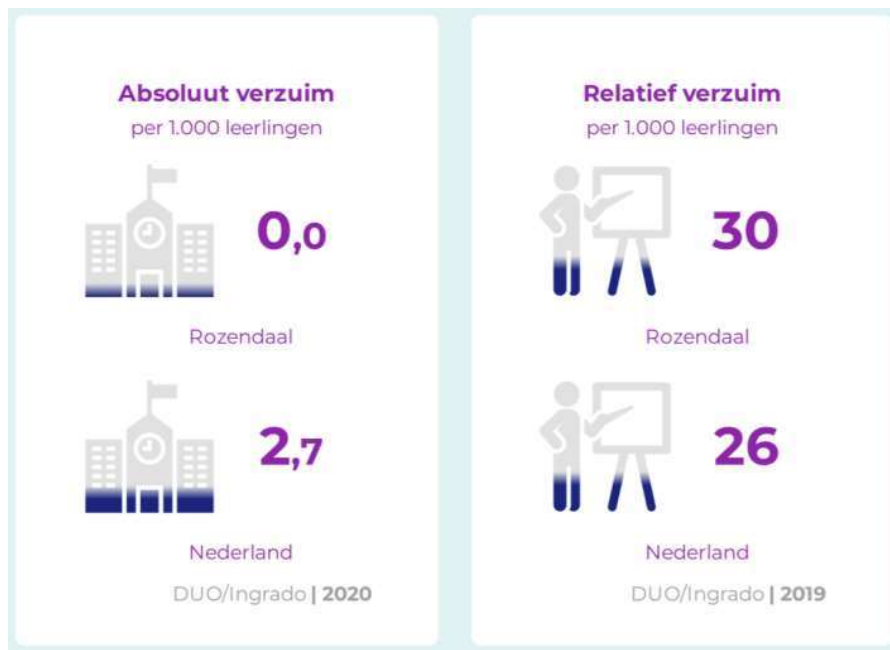 Absoluut verzuim
per 1.000 leerlingen
0,0
Rozendaal
2,7
Nederland
DUO/Ingrado | 2020
Relatief verzuim
per 1.000 leerlingen
30
Rozendaal
26
Nederland
DUO/Ingrado | 2019